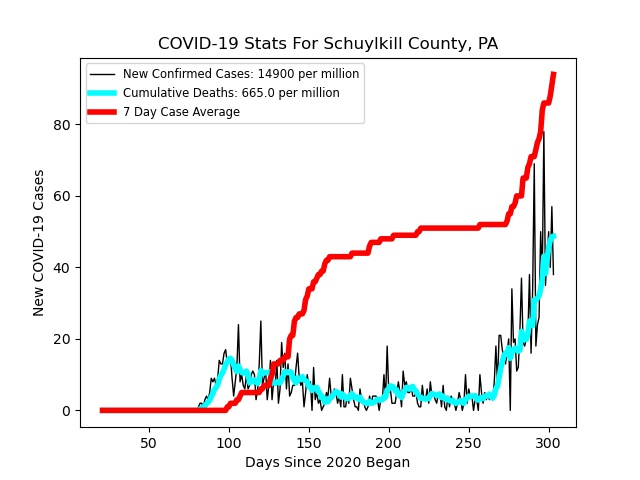 COVID-19 Stats For Schuylkill County, PA
New Confirmed Cases: 14900 per million
Cumulative Deaths: 665.0 per million
7 Day Case Average
80
60
40
20
0
New COVID-19 Cases
50 100 150 200 250 300
Days Since 2020 Began